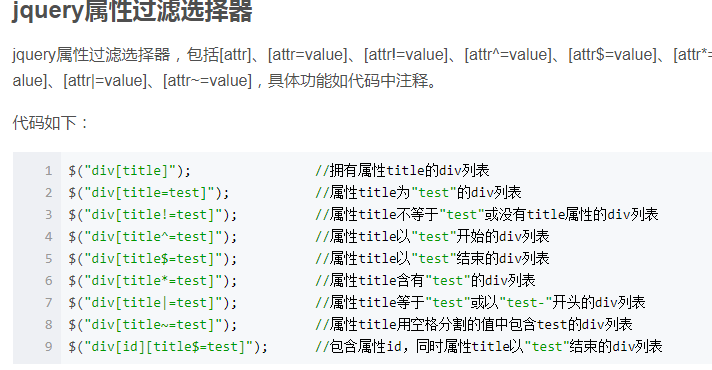 jquery属性过滤选择器
jquery属性过滤选择器，包括[attr]、[attr=value]、[attr!=value]、[attr^=value]、[attr$=value]、[attr*=
alue]、[attr|=value]、[attr~=value]，具体功能如代码中注释。
代码如下：
1 $("div[title]"); //拥有属性title的div列表
2 $("div[title=test]"); //属性title为"test"的div列表
3 $("div[title!=test]"); //属性title不等于"test"或没有title属性的div列表
4 $("div[title^=test]"); //属性title以"test"开始的div列表
5 $("div[title$=test]"); //属性title以"test"结束的div列表
6 $("div[title*=test]"); //属性title含有"test"的div列表
7 $("div[title|=test]"); //属性title等于"test"或以"test-"开头的div列表
8 $("div[title~=test]"); //属性title用空格分割的值中包含test的div列表
9 $("div[id][title$=test]"); //包含属性id，同时属性title以"test"结束的div列表